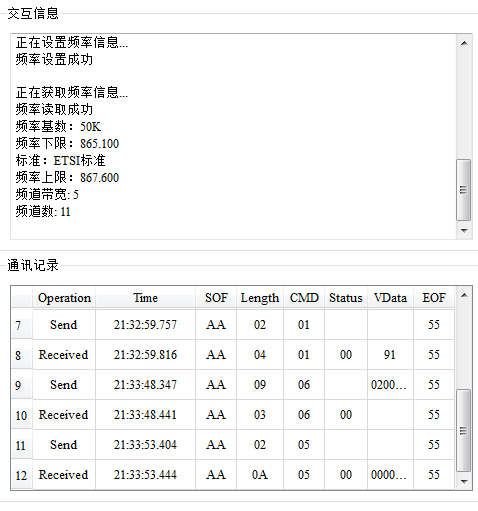 交互信息
正在设置频率信息...
频率设置成功
正在获取频率信息...
频率读取成功
频率基数：50K
频率下限：865.100
标准：ETSI标准
频率上限：867.600
频道带宽: 5
频道数: 11
通讯记录
Operation Time SOF Length CMD Status VData EOF
7 Send 21:32:59.757 AA 02 01 55
8 Received 21:32:59.816 AA 04 01 00 91 55
9 Send 21:33:48.347 AA 09 06 0200... 55
10 Received 21:33:48.441 AA 03 06 00 55
11 Send 21:33:53.404 AA 02 05 55
12 Received 21:33:53.444 AA 0A 05 00 0000... 55